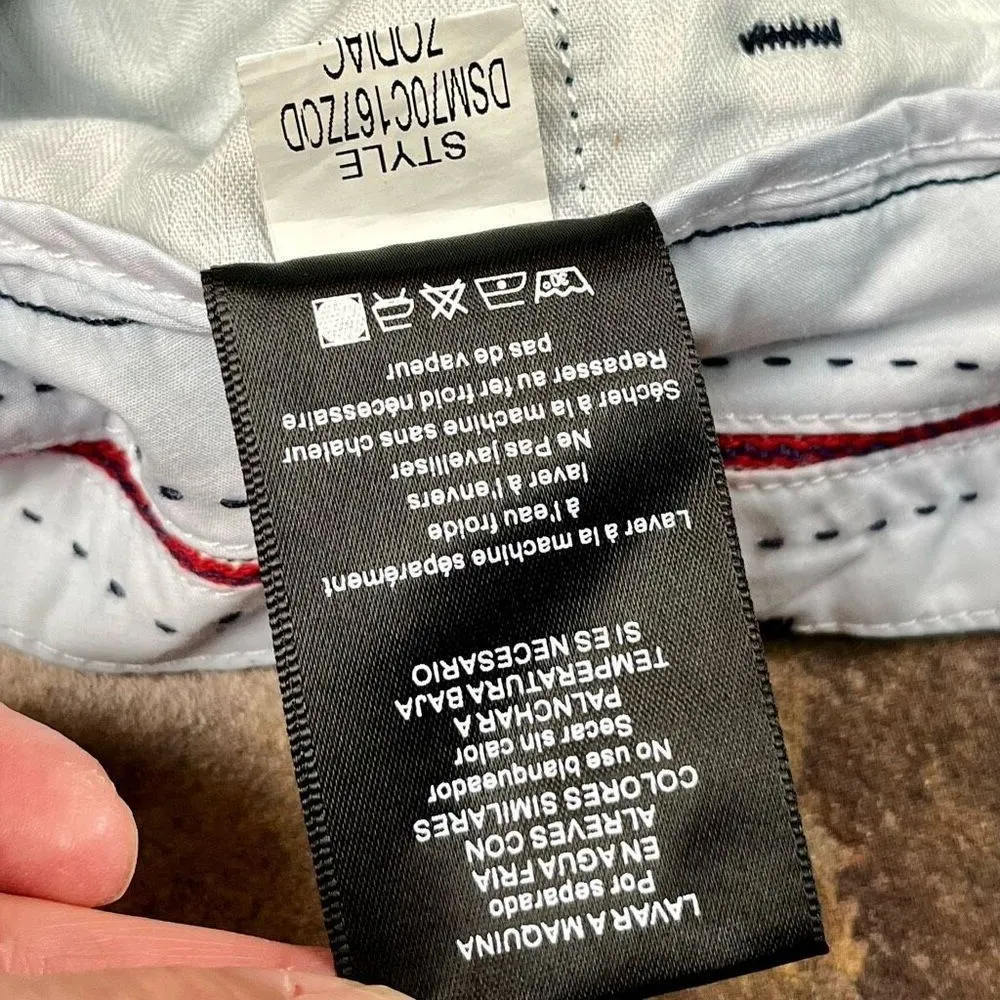 LAVAR A MAQUINA
Por separado
EN AGUA FRIA
ALREVES CON
COLORES SIMILARES
No use blanqueador
Secar sin calor
PALNCHAR A
TEMPERATURA BAJA
SI ES NECESARIO
Laver à la machine séparément
à l'eau froide
laver à l'envers
Ne Pas javelliser
Sécher à la machine sans chaleur
Repasser au fer froid nécessaire
pas de vapeur
30°
STYLE
DSM70C167ZOD
ZODIAC